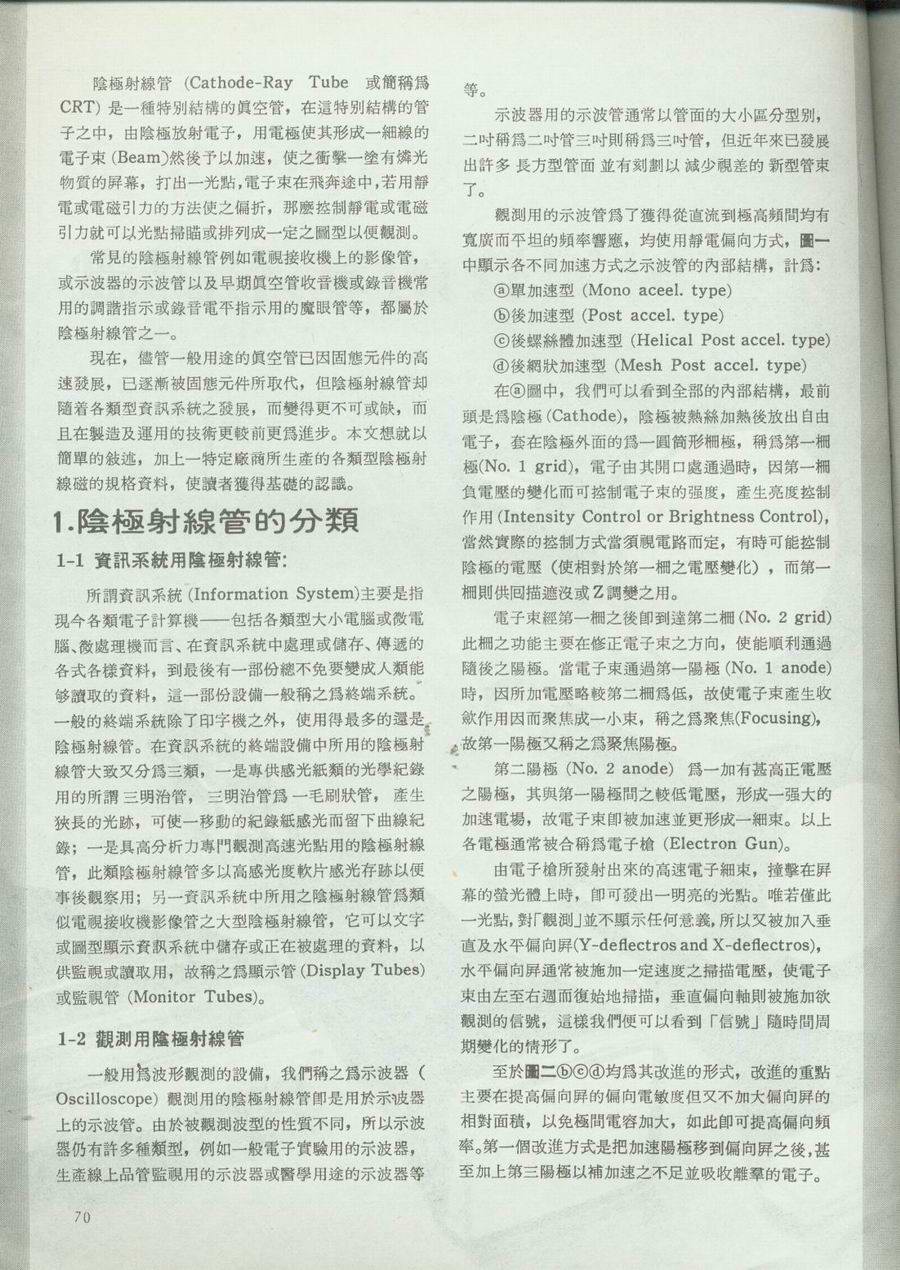 陰極射線管 (Cathode-Ray Tube 或簡稱爲
CRT) 是一種特别結構的眞空管，在這特别結構的管
子之中，由陰極放射電子，用電極使其形成一細線的
電子束 (Beam)然後予以加速，使之衝擊一塗有燐光
物質的屏幕，打出一光點，電子束在飛奔途中，若用靜
電或電磁引力的方法使之偏折，那麽控制靜電或電磁
引力就可以光點掃瞄或排列成一定之圖型以便觀測。
常見的陰極射線管例如電視接收機上的影像管，
或示波器的示波管以及早期眞空管收音機或錄音機常
用的調諧指示或錄音電平指示用的魔眼管等，都屬於
陰極射線管之一。
現在，儘管一般用途的眞空管已因固態元件的高
速發展，已逐漸被固態元件所取代，但陰極射線管却
隨着各類型資訊系統之發展，而變得更不可或缺，而
且在製造及運用的技術更較前更爲進步。本文想就以
簡單的敍述，加上一特定廠商所生產的各類型陰極射
線磁的規格資料，使讀者獲得基礎的認識。
1.陰極射線管的分類
1-1 資訊系統用陰極射線管：
所謂資訊系統 (Information System)主要是指
現今各類電子計算機——包括各類型大小電腦或微電
腦、微處理機而言、在資訊系統中處理或儲存、傳遞的
各式各樣資料，到最後有一部份總不免要變成人類能
够讀取的資料，這一部份設備一般稱之爲終端系統。
一般的終端系統除了印字機之外，使用得最多的還是
陰極射線管。在資訊系統的終端設備中所用的陰極射
線管大致又分爲三類，一是專供感光紙類的光學紀錄
用的所謂 三明治管， 三明治管爲 一毛刷狀管， 產生
狹長的光跡，可使一移動的紀錄紙感光而留下曲線紀
錄；一是具高分析力專門觀測高速光點用的陰極射線
管，此類陰極射線管多以高感光度軟片感光存跡以便
事後觀察用；另一資訊系統中所用之陰極射線管爲類
似電視接收機影像管之大型陰極射線管，它可以文字
或圖型顯示資訊系統中儲存或正在被處理的資料，以
供監視或讀取用，故稱之爲顯示管 (Display Tubes)
或監視管 (Monitor Tubes)。
1-2 觀測用陰極射線管
一般用爲波形觀測的設備，我們稱之爲示波器（
Oscilloscope) 觀測用的陰極射線管卽是用於示波器
上的示波管。由於被觀測波型的性質不同，所以示波
器仍有許多種類型，例如一般電子實驗用的示波器，
生產線上品管監視用的示波器或醫學用途的示波器等
等。
示波器用的示波管通常以管面的大小區分型别，
二吋稱爲二吋管三吋則稱爲三吋管，但近年來已發展
出許多 長方型管面 並有刻劃以 減少視差的 新型管束
了。
觀測用的示波管爲了獲得從直流到極高頻間均有
寬廣而平坦的頻率響應，均使用靜電偏向方式，圖一
中顯示各不同加速方式之示波管的內部結構，計爲：
ⓐ單加速型 (Mono aceel. type)
ⓑ後加速型 (Post accel. type)
ⓒ後螺絲體加速型 (Helical Post accel. type)
ⓓ後網狀加速型 (Mesh Post accel. type)
在ⓐ圖中，我們可以看到全部的內部結構，最前
頭是爲陰極 (Cathode)，陰極被熱絲加熱後放出自由
電子，套在陰極外面的爲一圓筒形柵極，稱爲第一柵
極(No. 1 grid)，電子由其開口處通過時，因第一柵
負電壓的變化而可控制電子束的强度，產生亮度控制
作用 (Intensity Control or Brightness Control)，
當然實際的控制方式當須視電路而定，有時可能控制
陰極的電壓（使相對於第一柵之電壓變化），而第一
柵則供回描遮沒或 Z 調變之用。
電子束經第一柵之後卽到達第二柵 (No. 2 grid)
此柵之功能主要在修正電子束之方向，使能順利通過
隨後之陽極。當電子束通過第一陽極 (No. 1 anode)
時，因所加電壓略較第二柵爲低，故使電子束產生收
歛作用因而聚焦成一小束，稱之爲聚焦(Focusing)，
故第一陽極又稱之爲聚焦陽極。
第二陽極 (No. 2 anode) 爲一加有甚高正電壓
之陽極，其與第一陽極間之較低電壓，形成一强大的
加速電場，故電子束卽被加速並更形成一細束。以上
各電極通常被合稱爲電子槍 (Electron Gun)。
由電子槍所發射出來的高速電子細束，撞擊在屏
幕的螢光體上時，卽可發出一明亮的光點。唯若僅此
一光點，對「觀測」並不顯示任何意義，所以又被加入垂
直及水平偏向屏(Y-deflectros and X-deflectros)，
水平偏向屏通常被施加一定速度之掃描電壓，使電子
束由左至右週而復始地掃描，垂直偏向軸則被施加欲
觀測的信號，這樣我們便可以看到「信號」隨時間周
期變化的情形了。
至於圖二ⓑⓒⓓ均爲其改進的形式，改進的重點
主要在提高偏向屏的偏向電敏度但又不加大偏向屏的
相對面積，以免極間電容加大，如此卽可提高偏向頻
率。第一個改進方式是把加速陽極移到偏向屏之後，甚
至加上第三陽極以補加速之不足並吸收離羣的電子。
70